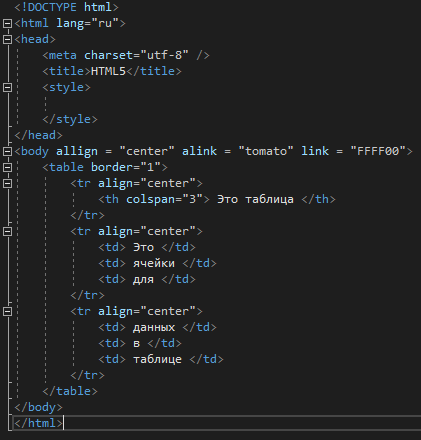 <!DOCTYPE html>
<html lang="ru">
<head>
    <meta charset="utf-8" />
    <title>HTML5</title>
    <style>

    </style>
</head>
<body allign = "center" alink = "tomato" link = "FFFF00">
    <table border="1">
        <tr align="center">
            <th colspan="3"> Это таблица </th>
        </tr>
        <tr align="center">
            <td> Это </td>
            <td> ячейки </td>
            <td> для </td>
        </tr>
        <tr align="center">
            <td> данных </td>
            <td> в </td>
            <td> таблице </td>
        </tr>
    </table>
</body>
</html>